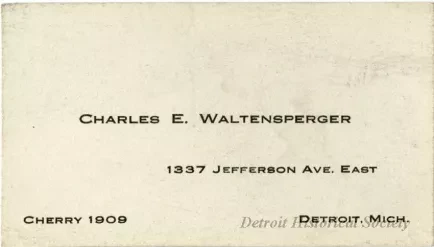 CHARLES E. WALTENSPERGER
1337 JEFFERSON AVE. EAST
CHERRY 1909
DETROIT, MICH.
Detroit Historical Society